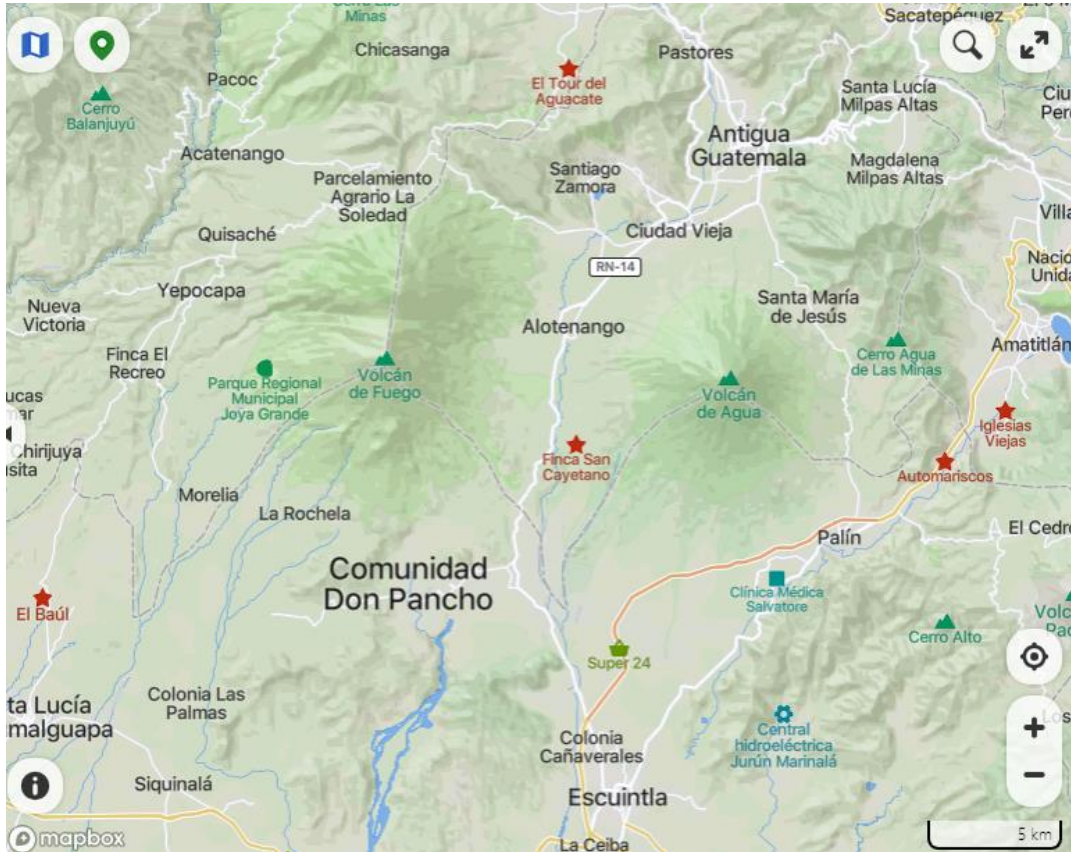 Cerro Las
Minas
Sacatepéquez
Chicasanga
Pastores
Pacoc
El Tour del
Aguacate
Santa Lucía
Milpas Altas
Cerro
Balanjuyú
Antigua
Guatemala
Acatenango
Magdalena
Milpas Altas
Parcelamiento
Agrario La
Soledad
Santiago
Zamora
Quisaché
Ciudad Vieja
RN-14
Yepocapa
Nueva
Victoria
Santa María
de Jesús
Alotenango
Amatitlán
Finca El
Recreo
Cerro Agua
de Las Minas
Parque Regional
Municipal
Joya Grande
Volcán
de Fuego
Volcán
de Agua
Iglesias
Viejas
Chirijuya
Finca San
Cayetano
Automariscos
Morelia
La Rochela
El Cedro
Palín
Comunidad
Don Pancho
Clínica Médica
Salvatore
El Baúl
Cerro Alto
Super 24
Colonia Las
Palmas
ta Lucía
malguapa
Central
hidroeléctrica
Jurún Marinalá
Colonia
Cañaverales
Siquinalá
Escuintla
La Ceiba
mapbox
5 km